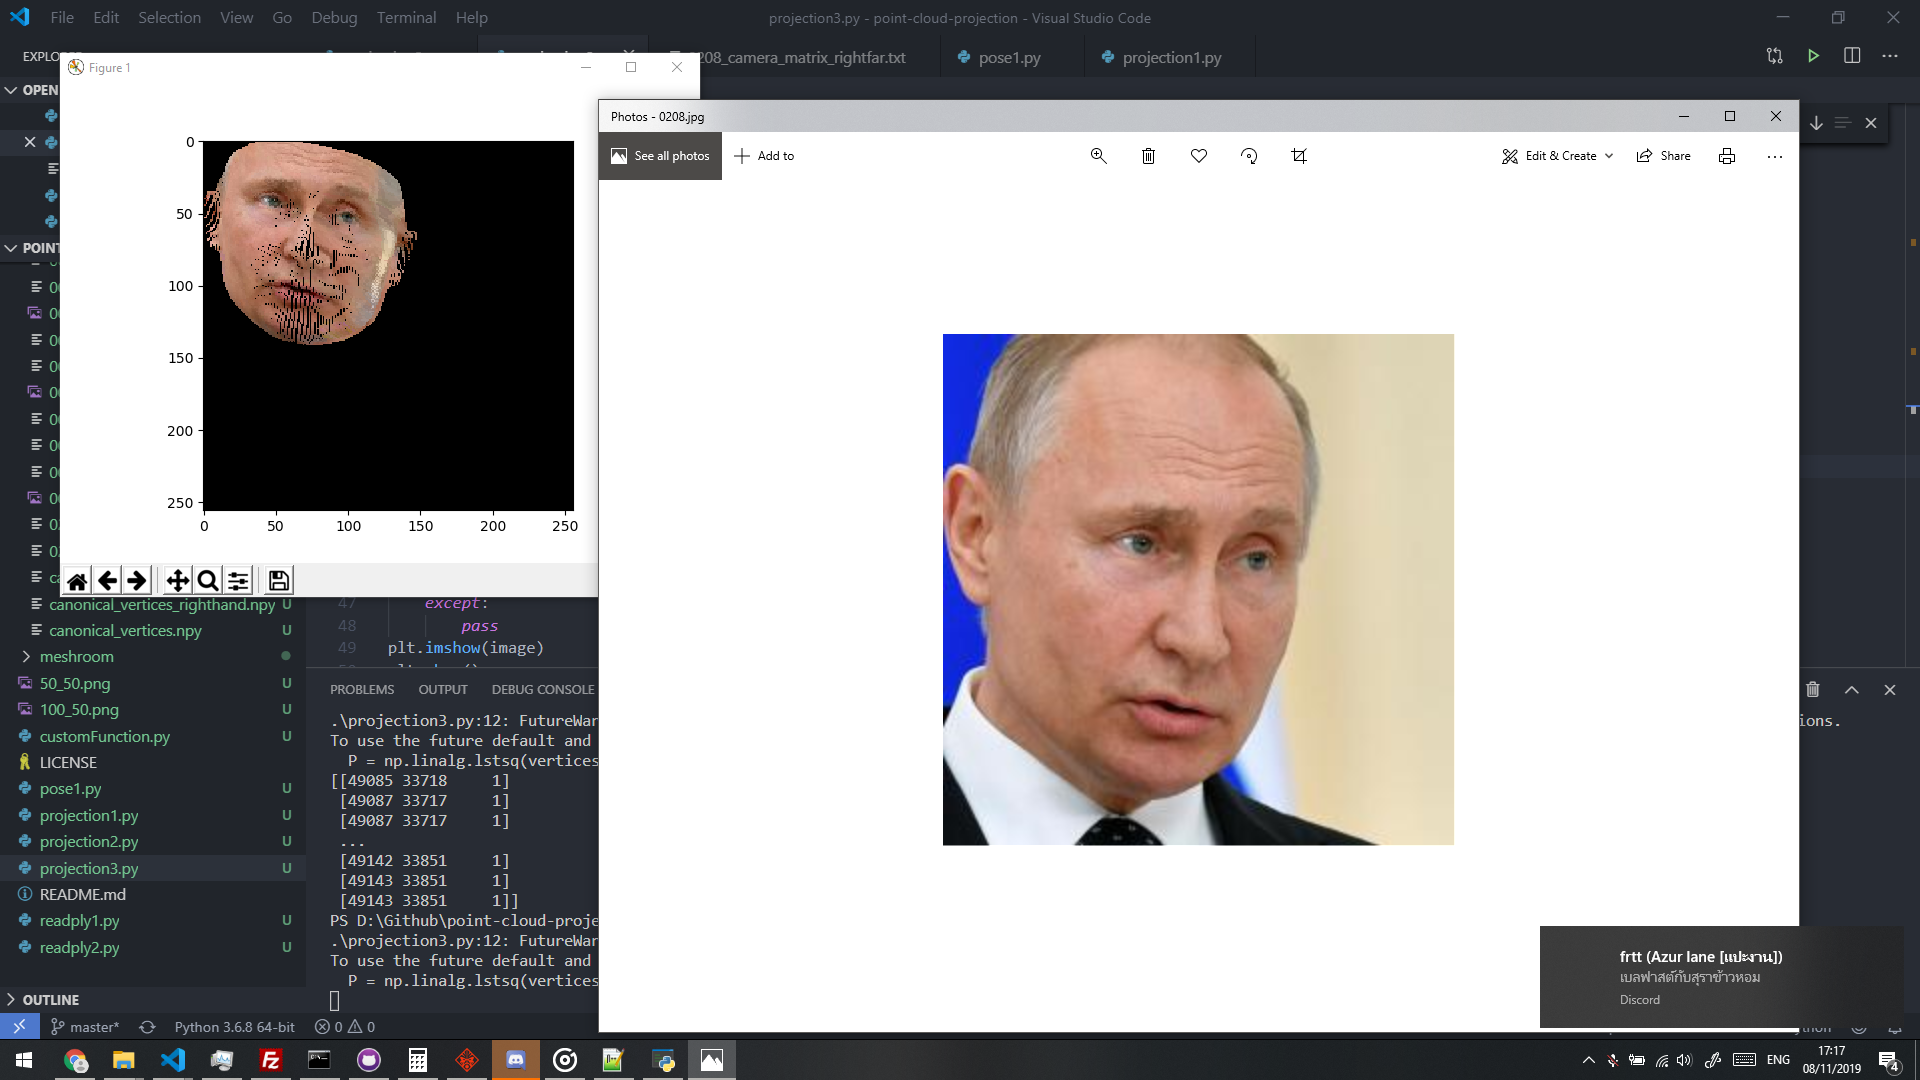 File Edit Selection View Go Debug Terminal Help
projection3.py - point-cloud-projection - Visual Studio Code
0208_camera_matrix_rightfar.txt
pose1.py
projection1.py
Figure 1
0
50
100
150
200
250
0 50 100 150 200 250
Photos - 0208.jpg
See all photos
Add to
Edit & Create
Share
OPEN
POINT
canonical_vertices_righthand.npy U
canonical_vertices.npy U
meshroom
50_50.png U
100_50.png U
customFunction.py U
LICENSE
pose1.py U
projection1.py U
projection2.py U
projection3.py U
README.md
readply1.py U
readply2.py U
OUTLINE
47 except:
48 pass
49 plt.imshow(image)
PROBLEMS OUTPUT DEBUG CONSOLE
.\projection3.py:12: FutureWar
To use the future default and
P = np.linalg.lstsq(vertices
[[49085 33718 1]
[49087 33717 1]
[49087 33717 1]
...
[49142 33851 1]
[49143 33851 1]
[49143 33851 1]]
PS D:\Github\point-cloud-proje
.\projection3.py:12: FutureWar
To use the future default and
P = np.linalg.lstsq(vertices
ions.
frtt (Azur lane [แปะงาน])
เบลฟาสต์กับสุราข้าวหอม
Discord
master*
Python 3.6.8 64-bit
0 0
ENG
17:17
08/11/2019
4